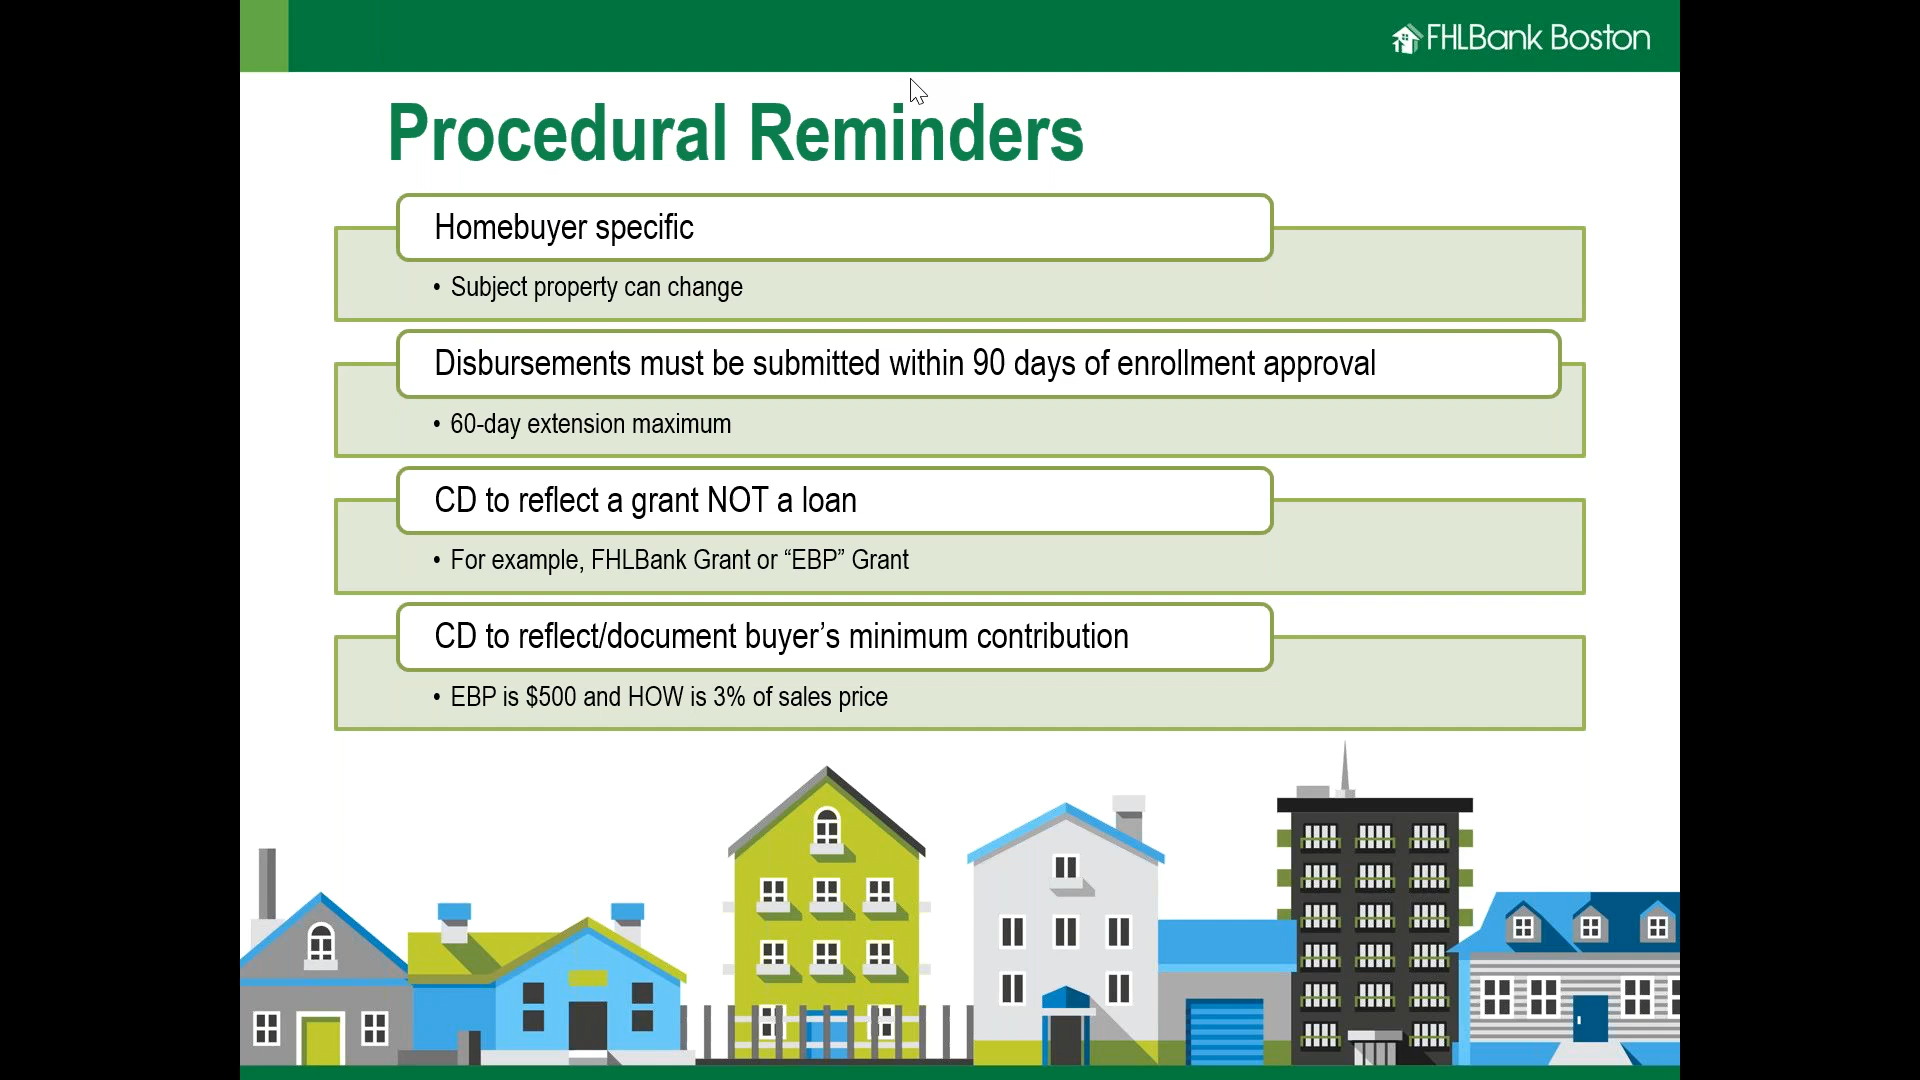 FHLBank Boston
Procedural Reminders
Homebuyer specific
• Subject property can change
Disbursements must be submitted within 90 days of enrollment approval
• 60-day extension maximum
CD to reflect a grant NOT a loan
• For example, FHLBank Grant or “EBP” Grant
CD to reflect/document buyer’s minimum contribution
• EBP is $500 and HOW is 3% of sales price